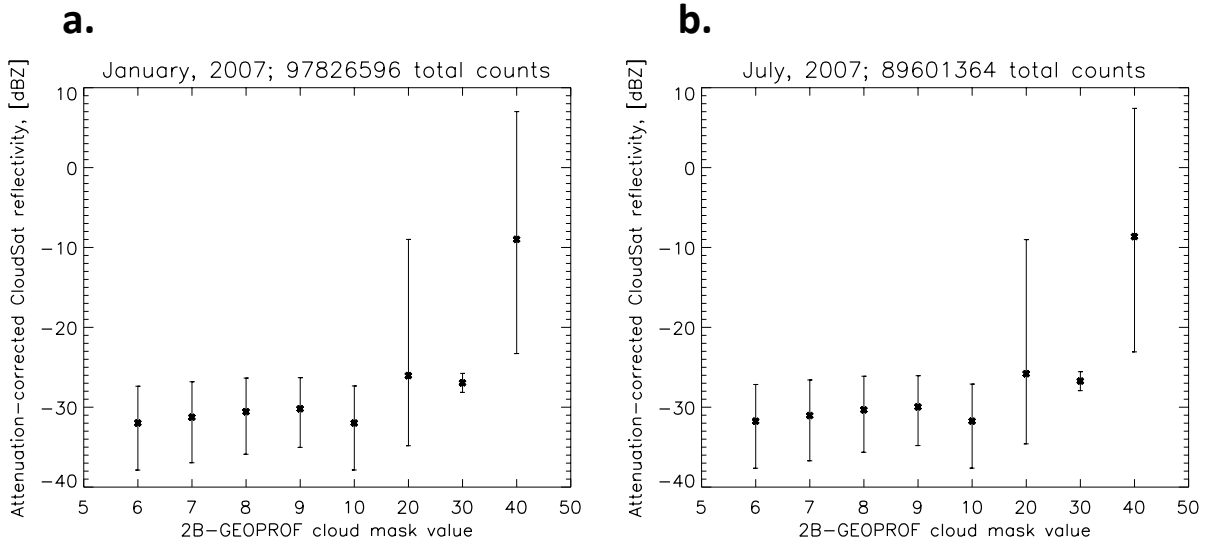 a.
January, 2007; 97826596 total counts
Attenuation-corrected CloudSat reflectivity, [dBZ]
10
0
-10
-20
-30
-40
5 6 7 8 9 10 20 30 40 50
2B-GEOPROF cloud mask value
b.
July, 2007; 89601364 total counts
Attenuation-corrected CloudSat reflectivity, [dBZ]
10
0
-10
-20
-30
-40
5 6 7 8 9 10 20 30 40 50
2B-GEOPROF cloud mask value